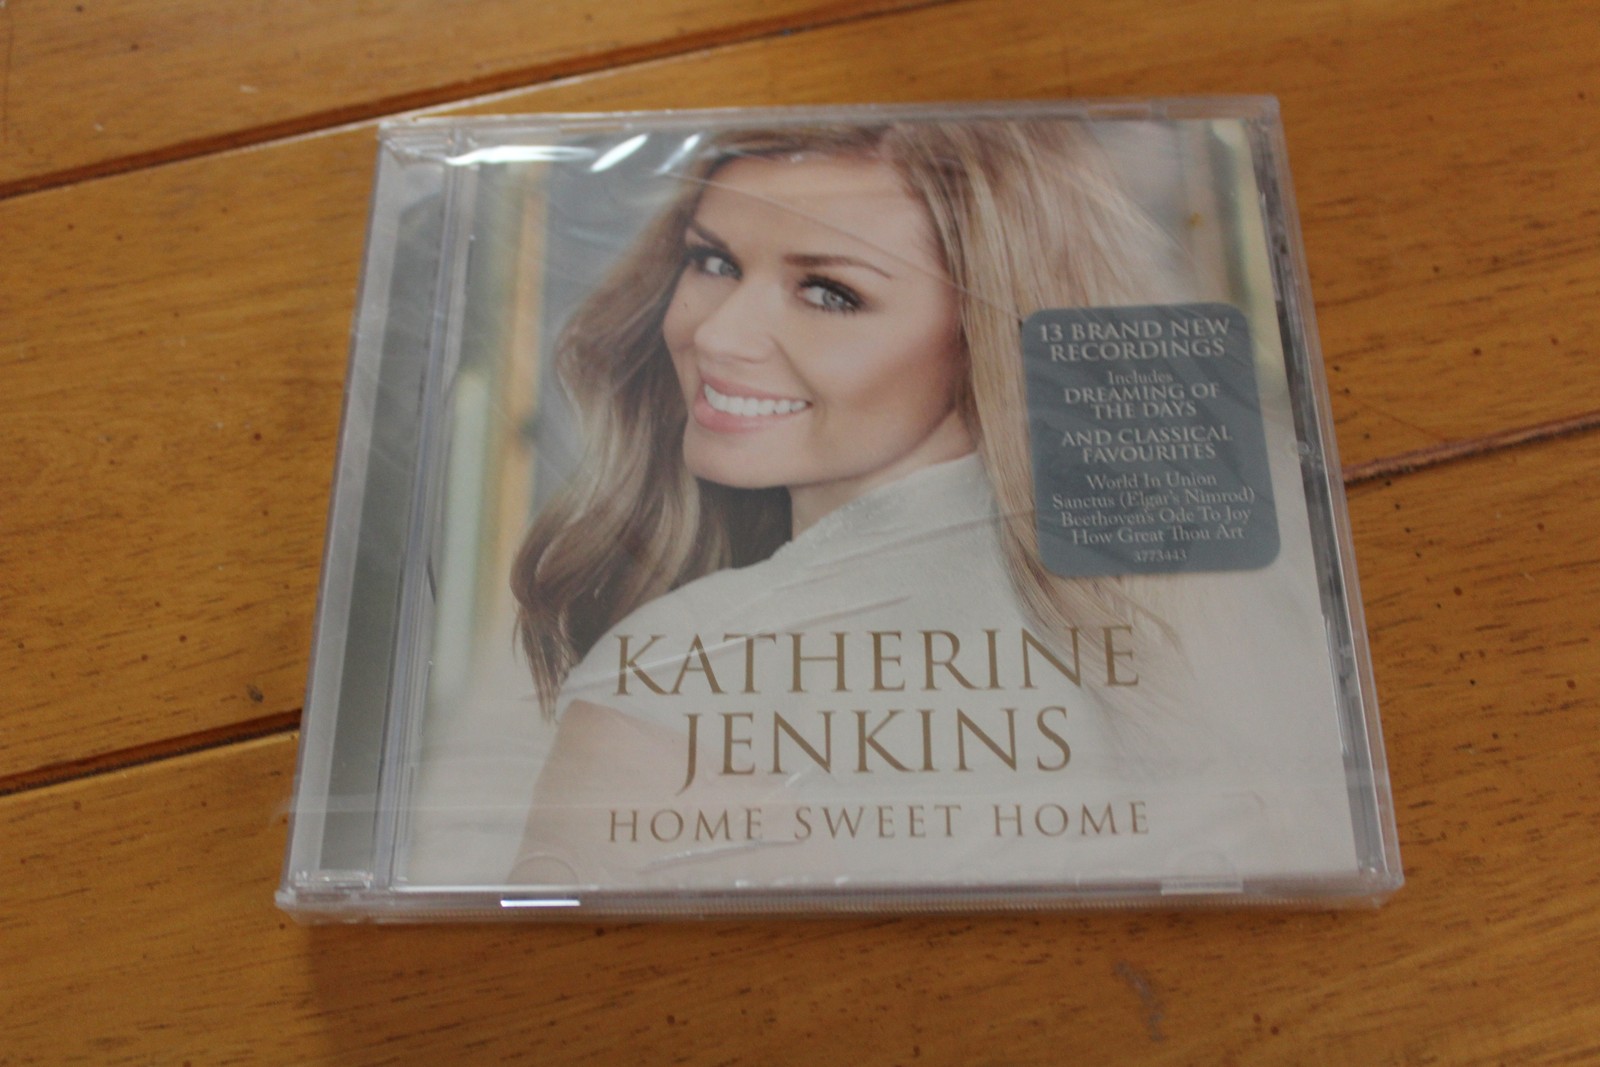 13 BRAND NEW
RECORDINGS
Includes
DREAMING OF
THE DAYS
AND CLASSICAL
FAVOURITES
World In Union
Sanctus (Elgar's Nimrod)
Beethoven's Ode To Joy
How Great Thou Art
3773443
KATHERINE
JENKINS
HOME SWEET HOME